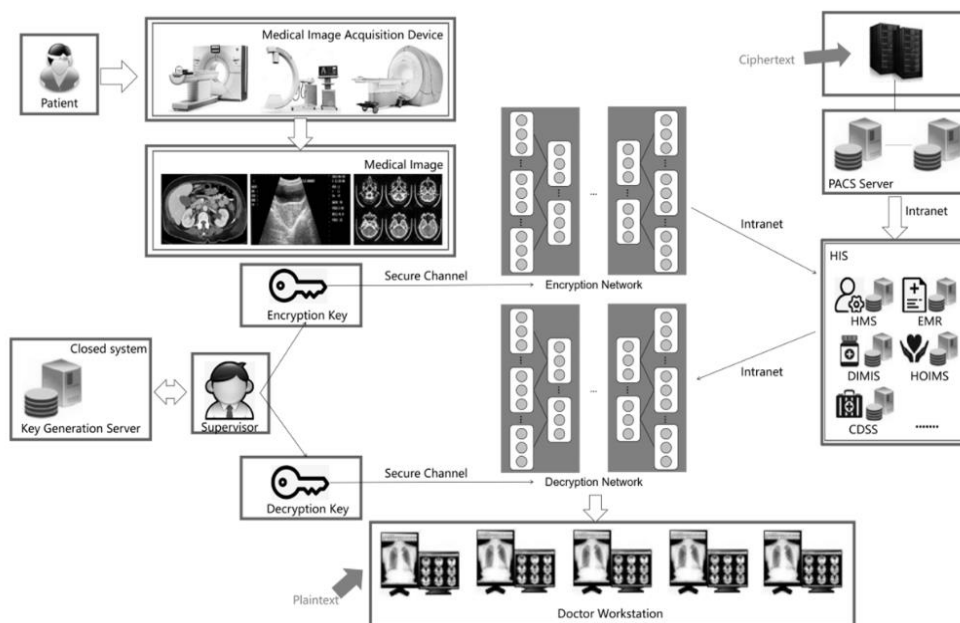 Medical Image Acquisition Device
Patient
Ciphertext
Medical Image
PACS Server
Intranet
Intranet
HIS
HMS
EMR
DIMIS
HOIMS
CDSS
.......
Secure Channel
Encryption Key
Encryption Network
...
...
Intranet
Closed system
Key Generation Server
Supervisor
Secure Channel
Decryption Key
Decryption Network
Plaintext
Doctor Workstation